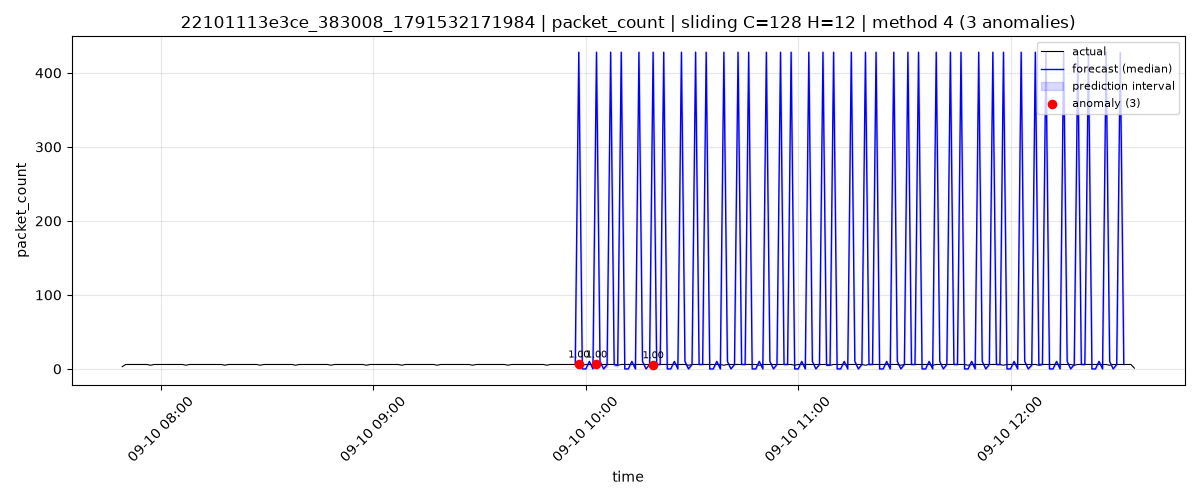 22101113e3ce_383008_1791532171984 | packet_count | sliding C=128 H=12 | method 4 (3 anomalies)
actual
forecast (median)
prediction interval
anomaly (3)
packet_count
400
300
200
100
0
1.00
1.00
1.00
09-10 08:00
09-10 09:00
09-10 10:00
09-10 11:00
09-10 12:00
time